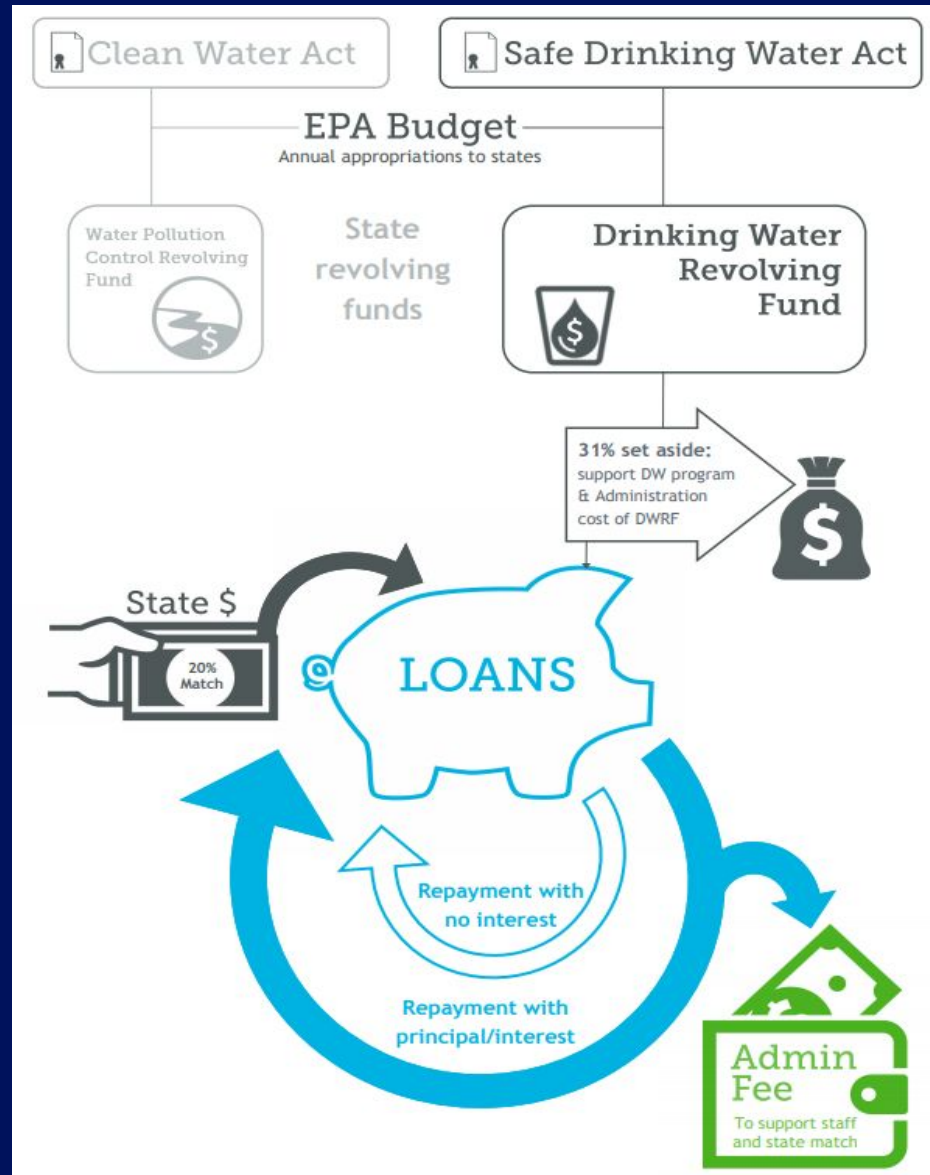 Clean Water Act
Safe Drinking Water Act
EPA Budget
Annual appropriations to states
Water Pollution
Control Revolving
Fund
$
State
revolving
funds
Drinking Water
Revolving
Fund
$
31% set aside:
support DW program
& Administration
cost of DWRF
$
State $
20%
Match
LOANS
Repayment with
no interest
Repayment with
principal/interest
Admin
Fee
To support staff
and state match